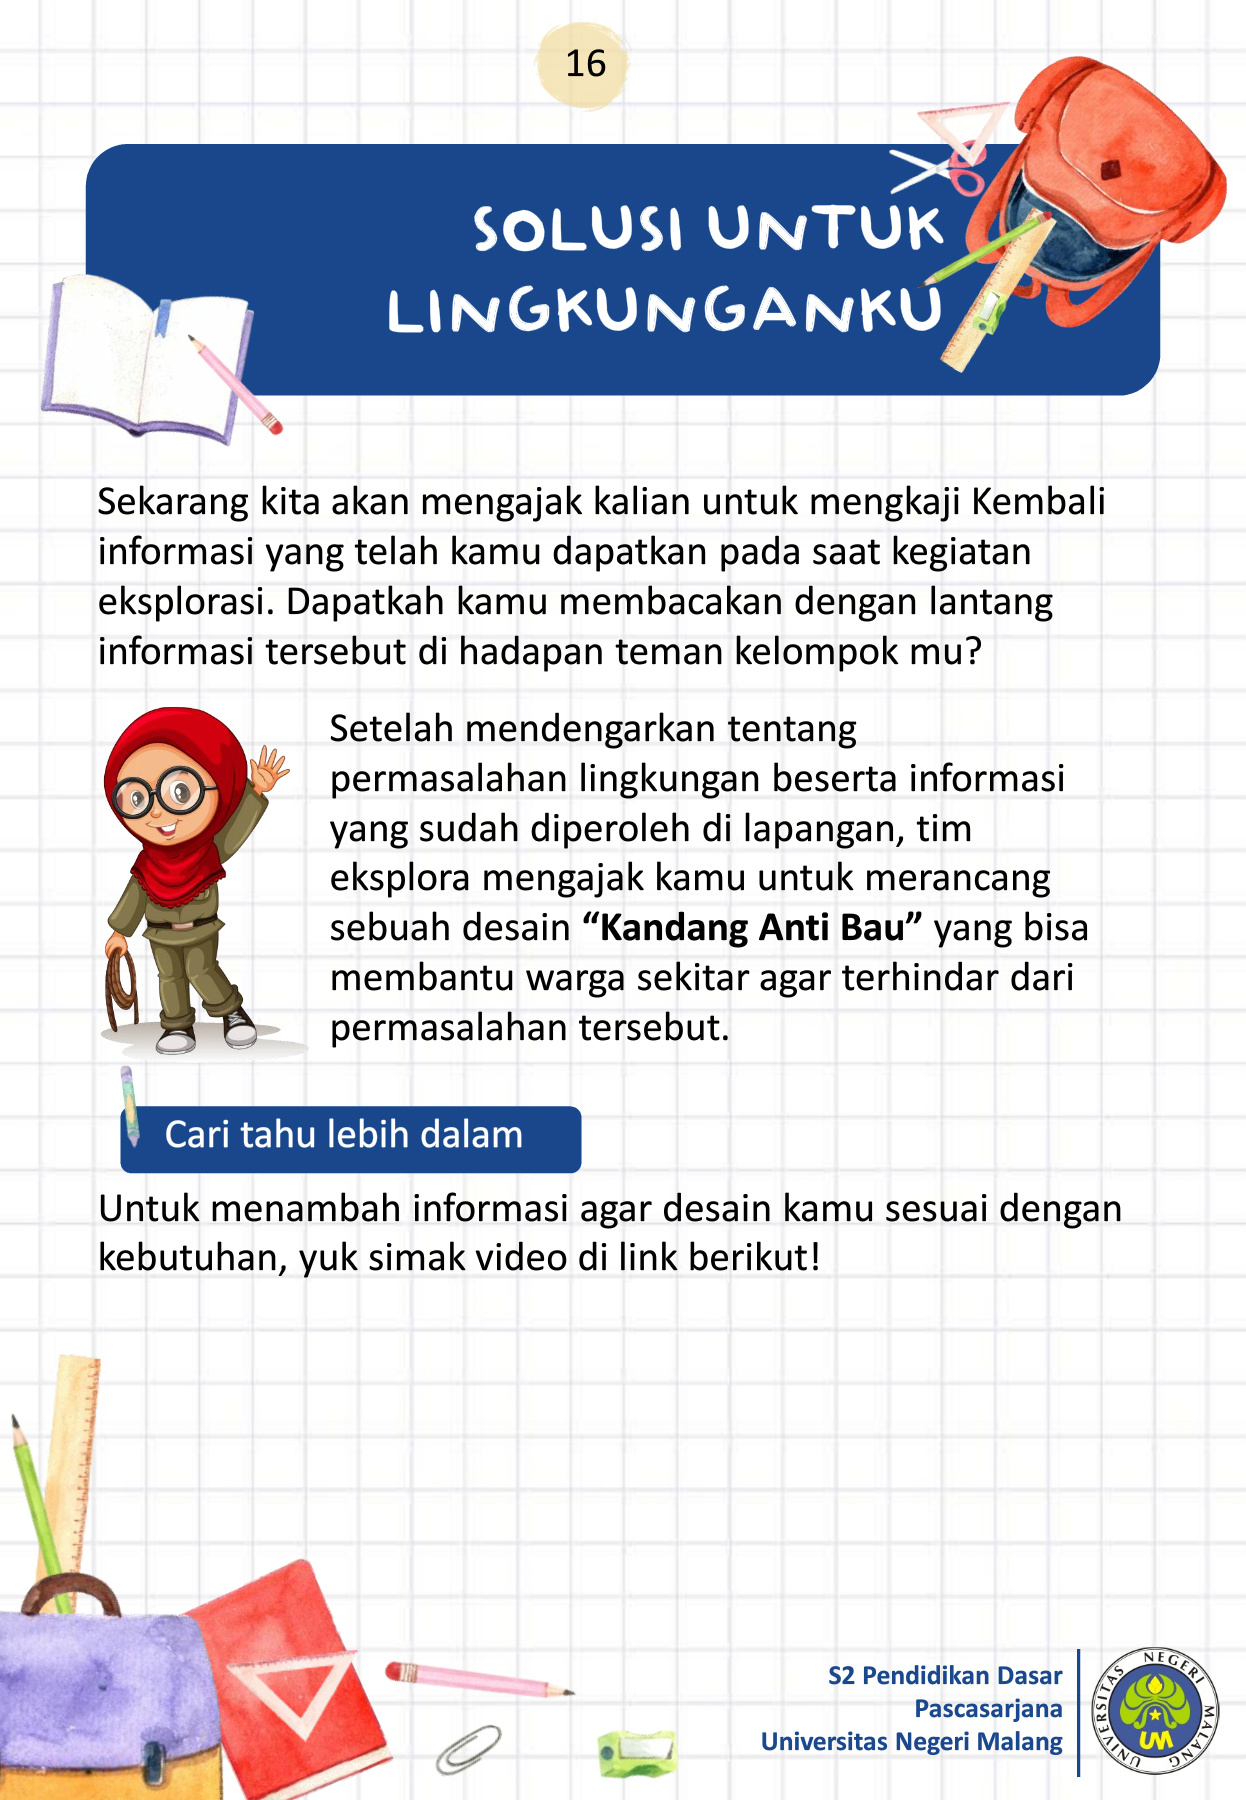 16
SOLUSI UNTUK
LINGKUNGANKU
Sekarang kita akan mengajak kalian untuk mengkaji Kembali
informasi yang telah kamu dapatkan pada saat kegiatan
eksplorasi. Dapatkah kamu membacakan dengan lantang
informasi tersebut di hadapan teman kelompok mu?
Setelah mendengarkan tentang
permasalahan lingkungan beserta informasi
yang sudah diperoleh di lapangan, tim
eksplora mengajak kamu untuk merancang
sebuah desain “Kandang Anti Bau” yang bisa
membantu warga sekitar agar terhindar dari
permasalahan tersebut.
Cari tahu lebih dalam
Untuk menambah informasi agar desain kamu sesuai dengan
kebutuhan, yuk simak video di link berikut!
S2 Pendidikan Dasar
Pascasarjana
Universitas Negeri Malang
UNIVERSITAS NEGERI MALANG
UM